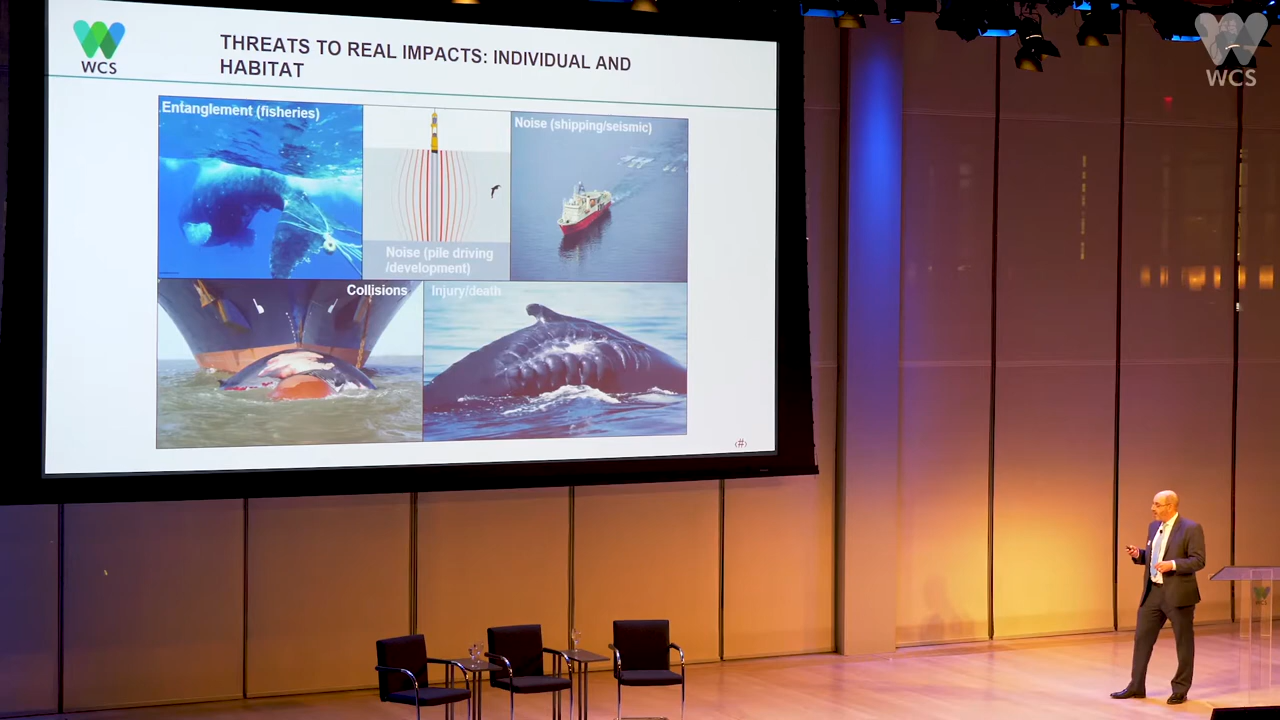 WCS
THREATS TO REAL IMPACTS: INDIVIDUAL AND
HABITAT
Entanglement (fisheries)
Noise (pile driving
/development)
Noise (shipping/seismic)
Collisions
Injury/death
(#)
WCS